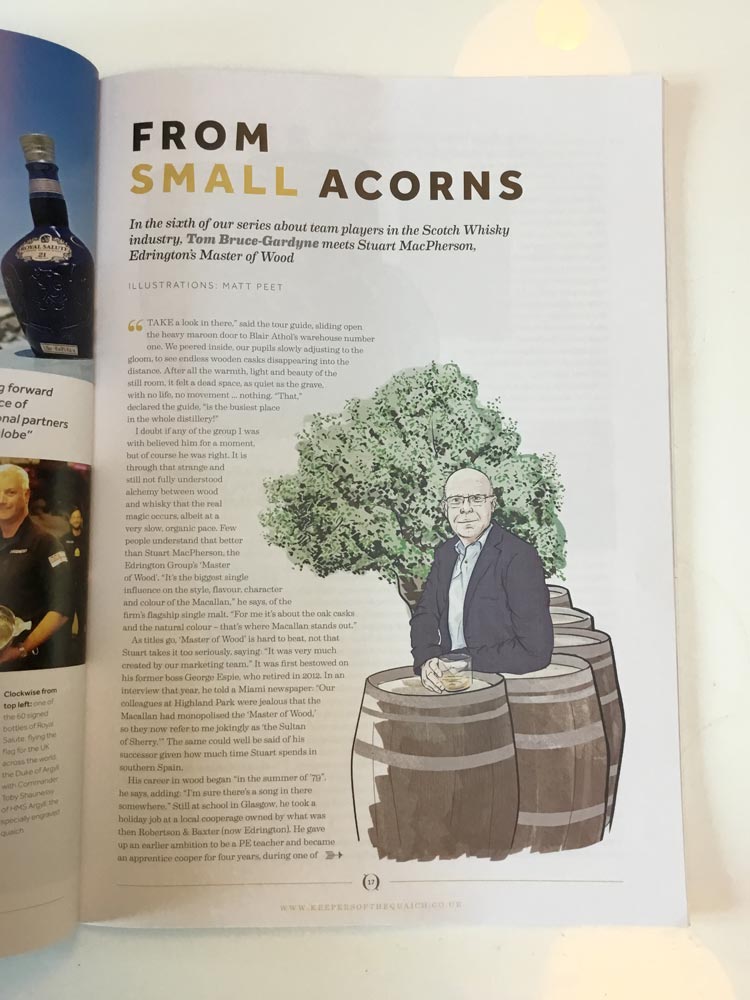 ROYAL SALUTE
21
g forward
ce of
onal partners
lobe"
Clockwise from
top left: one of
the 60 signed
bottles of Royal
Salute, flying the
flag for the UK
across the world,
the Duke of Argyll
with Commander
Toby Shaunessy
of HMS Argyll, the
specially engraved
quaich
FROM
SMALL ACORNS
In the sixth of our series about team players in the Scotch Whisky
industry, Tom Bruce-Gardyne meets Stuart MacPherson,
Edrington's Master of Wood
ILLUSTRATIONS: MATT PEET
“ TAKE a look in there," said the tour guide, sliding open
the heavy maroon door to Blair Athol's warehouse number
one. We peered inside, our pupils slowly adjusting to the
gloom, to see endless wooden casks disappearing into the
distance. After all the warmth, light and beauty of the
still room, it felt a dead space, as quiet as the grave,
with no life, no movement ... nothing. "That,"
declared the guide, "is the busiest place
in the whole distillery!"
I doubt if any of the group I was
with believed him for a moment,
but of course he was right. It is
through that strange and
still not fully understood
alchemy between wood
and whisky that the real
magic occurs, albeit at a
very slow, organic pace. Few
people understand that better
than Stuart MacPherson, the
Edrington Group's 'Master
of Wood'. "It's the biggest single
influence on the style, flavour, character
and colour of the Macallan," he says, of the
firm's flagship single malt. "For me it's about the oak casks
and the natural colour – that's where Macallan stands out."
As titles go, 'Master of Wood' is hard to beat, not that
Stuart takes it too seriously, saying: "It was very much
created by our marketing team." It was first bestowed on
his former boss George Espie, who retired in 2012. In an
interview that year, he told a Miami newspaper: "Our
colleagues at Highland Park were jealous that the
Macallan had monopolised the 'Master of Wood,'
so they now refer to me jokingly as 'the Sultan
of Sherry.'" The same could well be said of his
successor given how much time Stuart spends in
southern Spain.
His career in wood began "in the summer of '79",
he says, adding: "I'm sure there's a song in there
somewhere." Still at school in Glasgow, he took a
holiday job at a local cooperage owned by what was
then Robertson & Baxter (now Edrington). He gave
up an earlier ambition to be a PE teacher and became
an apprentice cooper for four years, during one of
17
WWW.KEEPERSOFTHEQUAICH.CO.UK